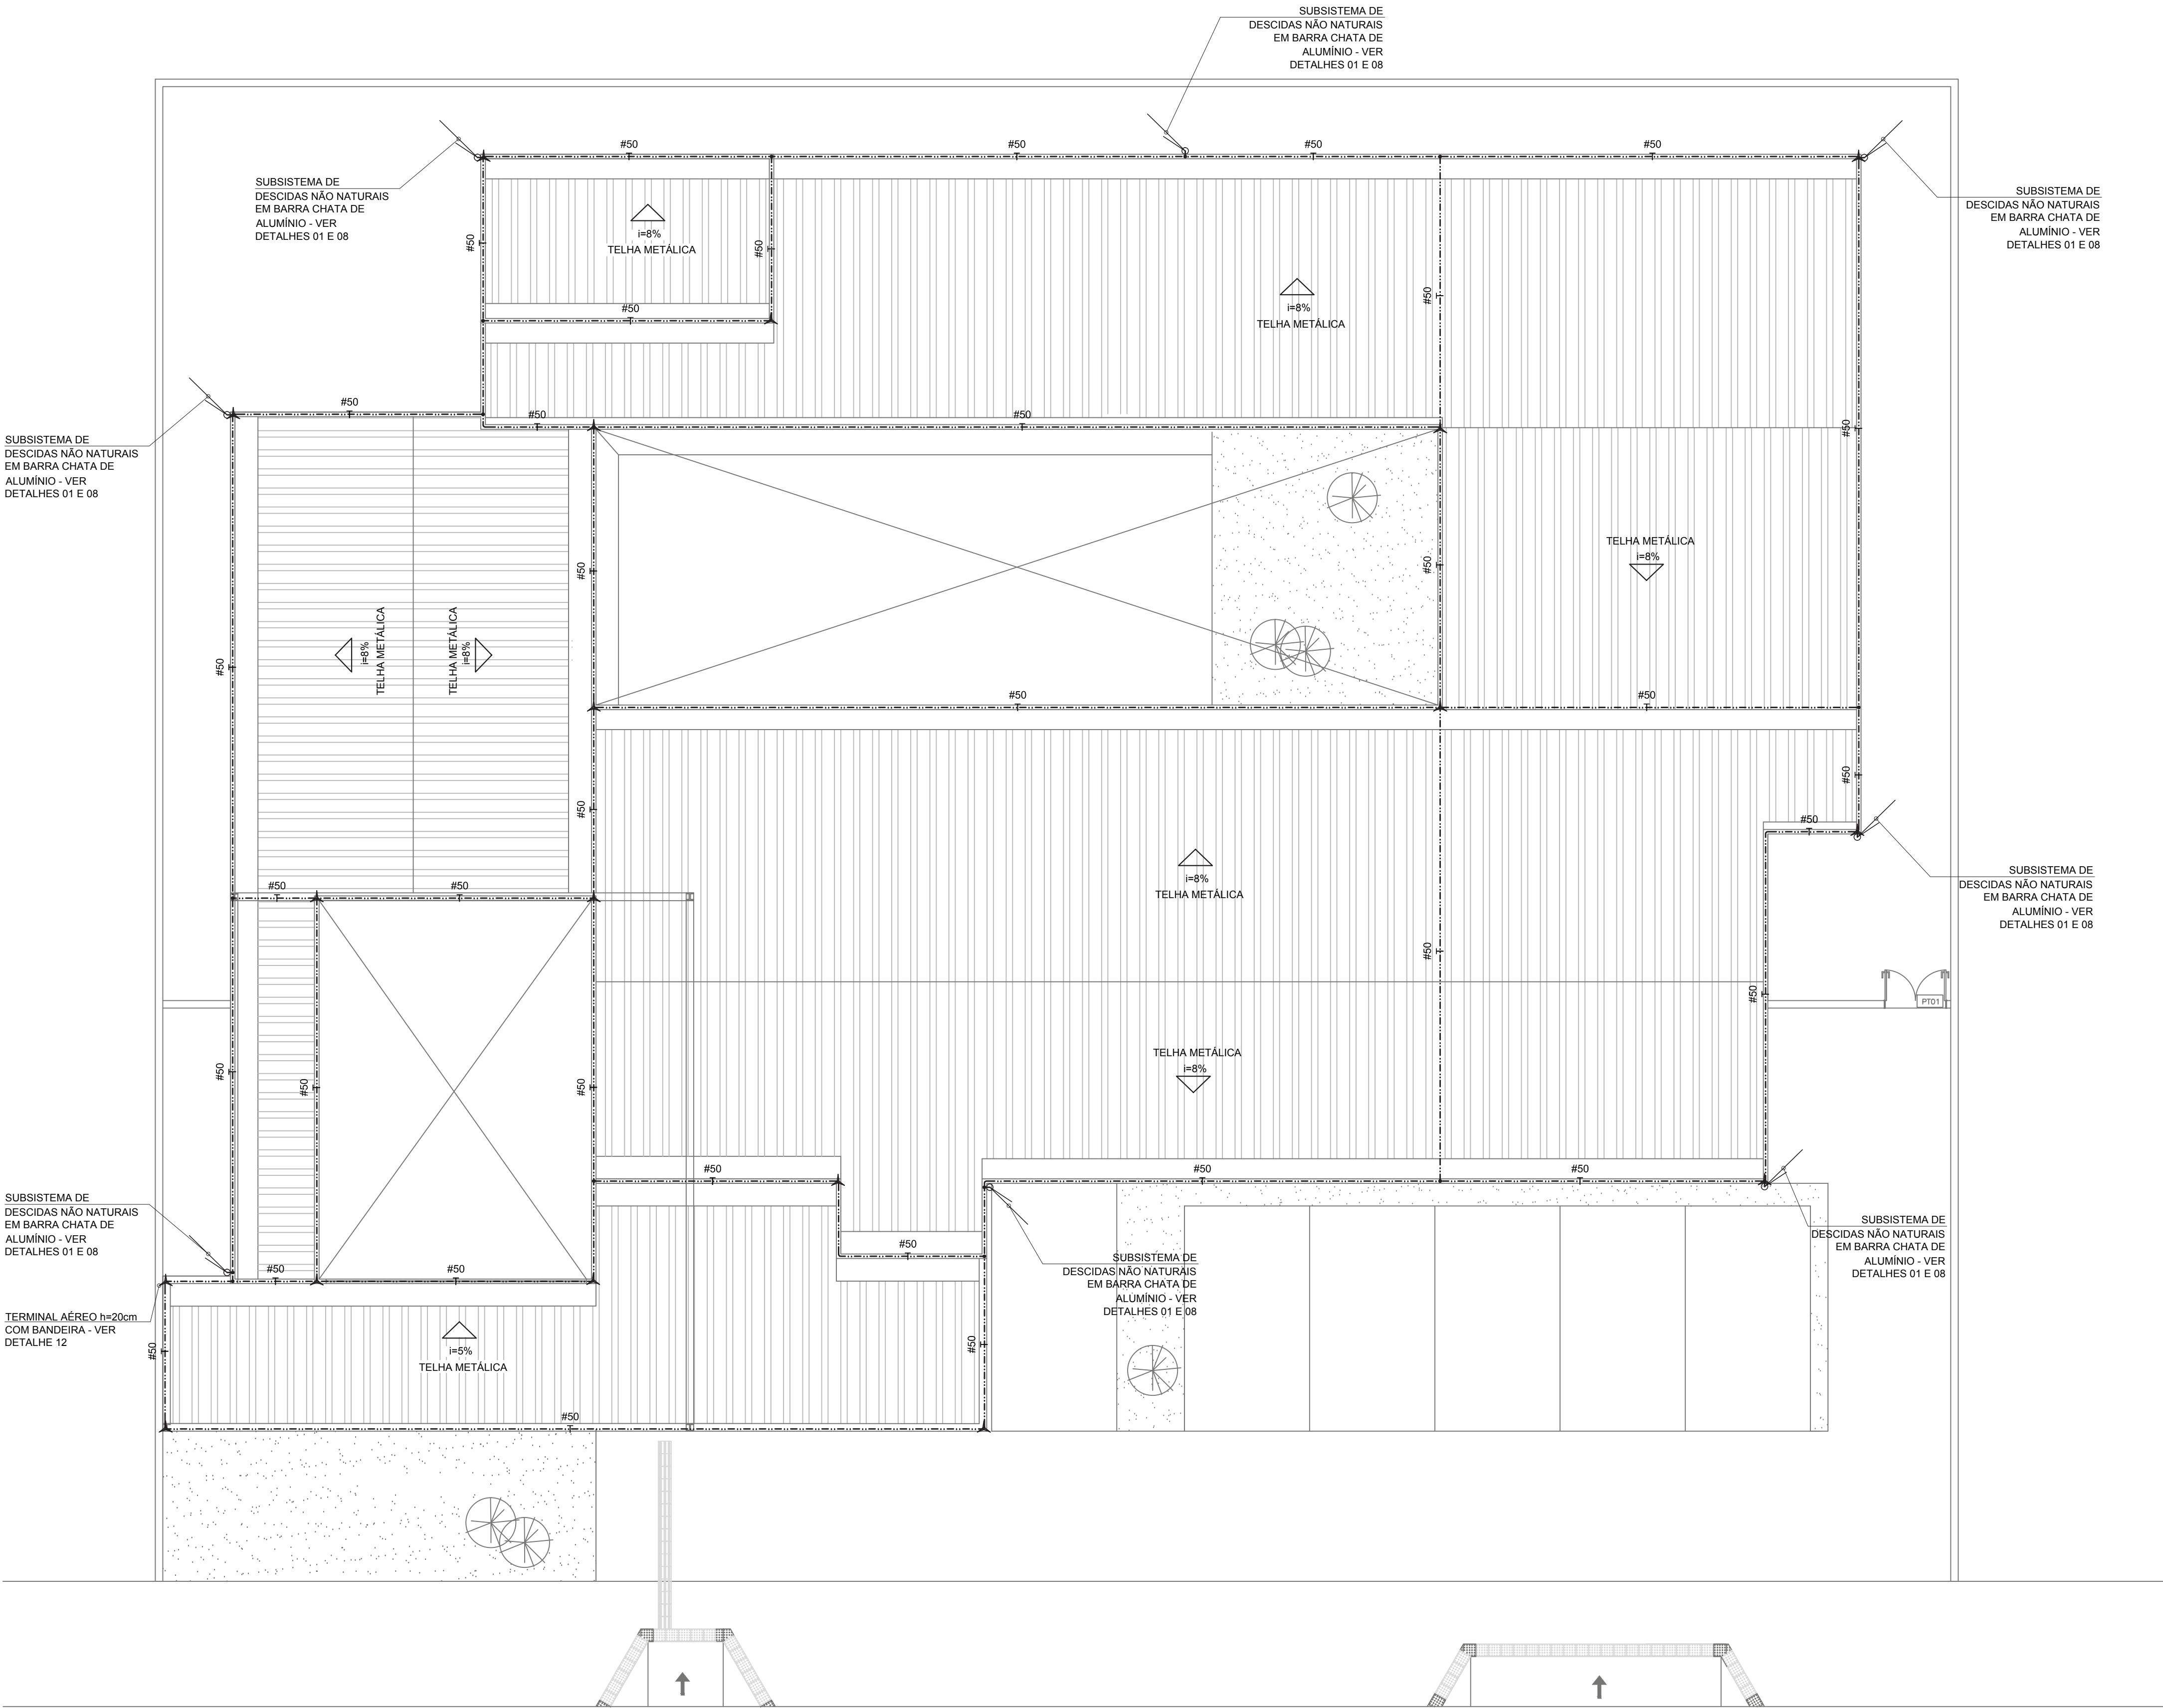 SUBSISTEMA DE
DESCIDAS NÃO NATURAIS
EM BARRA CHATA DE
ALUMÍNIO - VER
DETALHES 01 E 08
#50
#50
#50
#50
SUBSISTEMA DE
DESCIDAS NÃO NATURAIS
EM BARRA CHATA DE
ALUMÍNIO - VER
DETALHES 01 E 08
SUBSISTEMA DE
DESCIDAS NÃO NATURAIS
EM BARRA CHATA DE
ALUMÍNIO - VER
DETALHES 01 E 08
#50
i=8%
TELHA METÁLICA
#50
#50
#50
i=8%
TELHA METÁLICA
#50
#50
#50
#50
SUBSISTEMA DE
DESCIDAS NÃO NATURAIS
EM BARRA CHATA DE
ALUMÍNIO - VER
DETALHES 01 E 08
#50
#50
#50
TELHA METÁLICA
i=8%
#50
i=8%
TELHA METÁLICA
TELHA METÁLICA
i=8%
#50
#50
#50
#50
#50
i=8%
TELHA METÁLICA
SUBSISTEMA DE
DESCIDAS NÃO NATURAIS
EM BARRA CHATA DE
ALUMÍNIO - VER
DETALHES 01 E 08
#50
#50
#50
#50
PT01
#50
#50
#50
TELHA METÁLICA
i=8%
#50
#50
#50
SUBSISTEMA DE
DESCIDAS NÃO NATURAIS
EM BARRA CHATA DE
ALUMÍNIO - VER
DETALHES 01 E 08
SUBSISTEMA DE
DESCIDAS NÃO NATURAIS
EM BARRA CHATA DE
ALUMÍNIO - VER
DETALHES 01 E 08
#50
SUBSISTEMA DE
DESCIDAS NÃO NATURAIS
EM BARRA CHATA DE
ALUMÍNIO - VER
DETALHES 01 E 08
#50
#50
TERMINAL AÉREO h=20cm
COM BANDEIRA - VER
DETALHE 12
#50
i=5%
TELHA METÁLICA
#50
#50